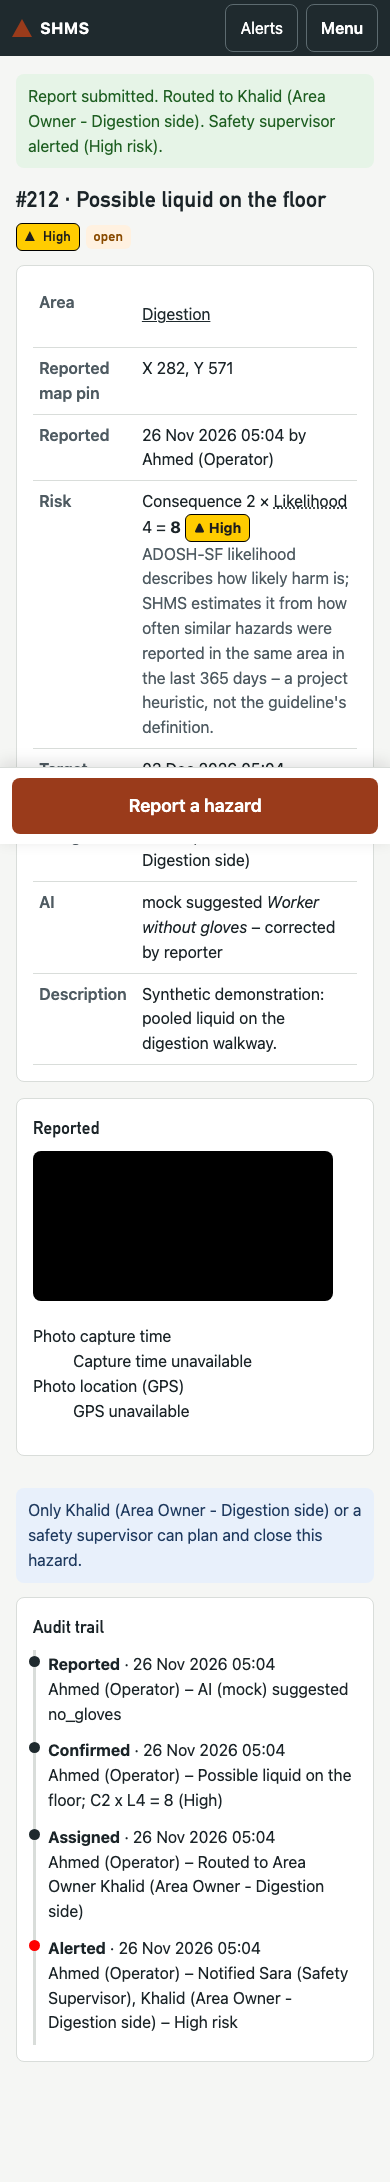 SHMS
Alerts
Menu
Report submitted. Routed to Khalid (Area
Owner - Digestion side). Safety supervisor
alerted (High risk).
#212 · Possible liquid on the floor
High
open
Area
Digestion
Reported
map pin
X 282, Y 571
Reported
26 Nov 2026 05:04 by
Ahmed (Operator)
Risk
Consequence 2 × Likelihood
4 = 8 High
ADOSH-SF likelihood
describes how likely harm is;
SHMS estimates it from how
often similar hazards were
reported in the same area in
the last 365 days – a project
heuristic, not the guideline's
definition.
Report a hazard
Digestion side)
AI
mock suggested Worker
without gloves – corrected
by reporter
Description
Synthetic demonstration:
pooled liquid on the
digestion walkway.
Reported
Photo capture time
Capture time unavailable
Photo location (GPS)
GPS unavailable
Only Khalid (Area Owner - Digestion side) or a
safety supervisor can plan and close this
hazard.
Audit trail
Reported · 26 Nov 2026 05:04
Ahmed (Operator) – AI (mock) suggested
no_gloves
Confirmed · 26 Nov 2026 05:04
Ahmed (Operator) – Possible liquid on the
floor; C2 x L4 = 8 (High)
Assigned · 26 Nov 2026 05:04
Ahmed (Operator) – Routed to Area
Owner Khalid (Area Owner - Digestion
side)
Alerted · 26 Nov 2026 05:04
Ahmed (Operator) – Notified Sara (Safety
Supervisor), Khalid (Area Owner -
Digestion side) – High risk